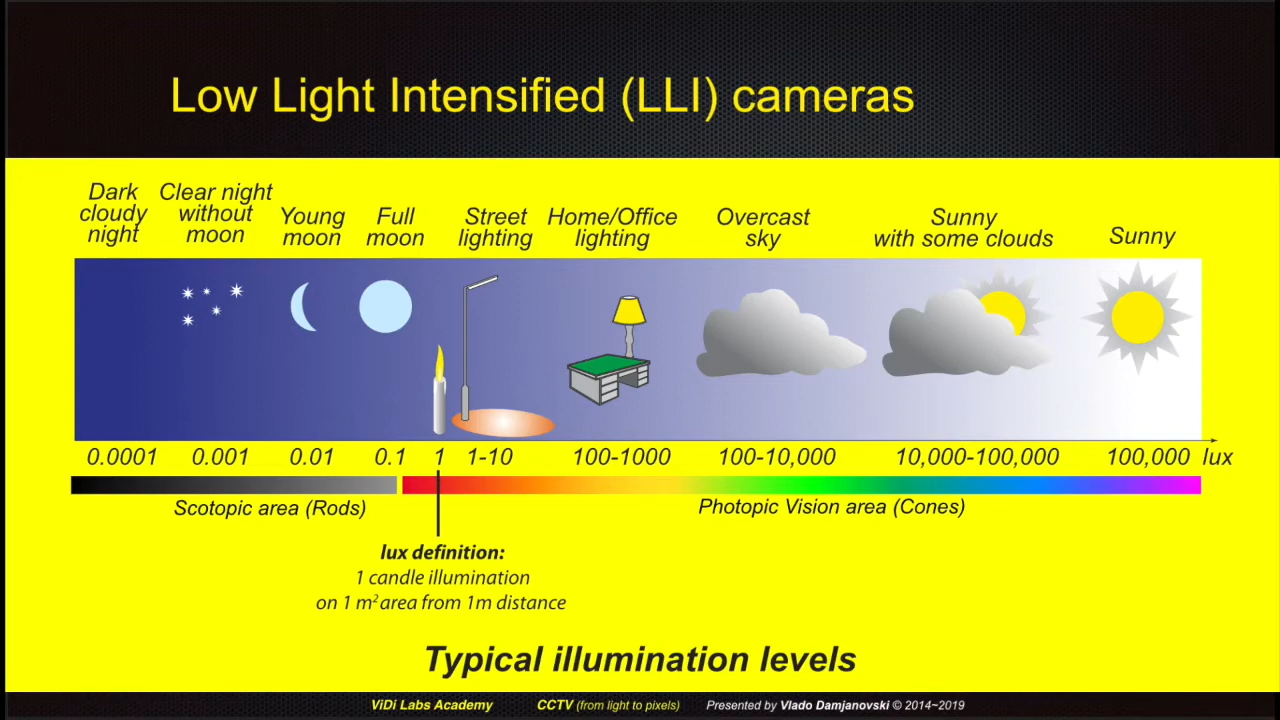 Low Light Intensified (LLI) cameras
Dark
cloudy
night
Clear night
without
moon
Young
moon
Full
moon
Street
lighting
Home/Office
lighting
Overcast
sky
Sunny
with some clouds
Sunny
0.0001 0.001 0.01 0.1 1 1-10 100-1000 100-10,000 10,000-100,000 100,000 lux
Scotopic area (Rods)
Photopic Vision area (Cones)
lux definition:
1 candle illumination
on 1 m² area from 1m distance
Typical illumination levels
ViDi Labs Academy CCTV (from light to pixels) Presented by Vlado Damjanovski © 2014~2019